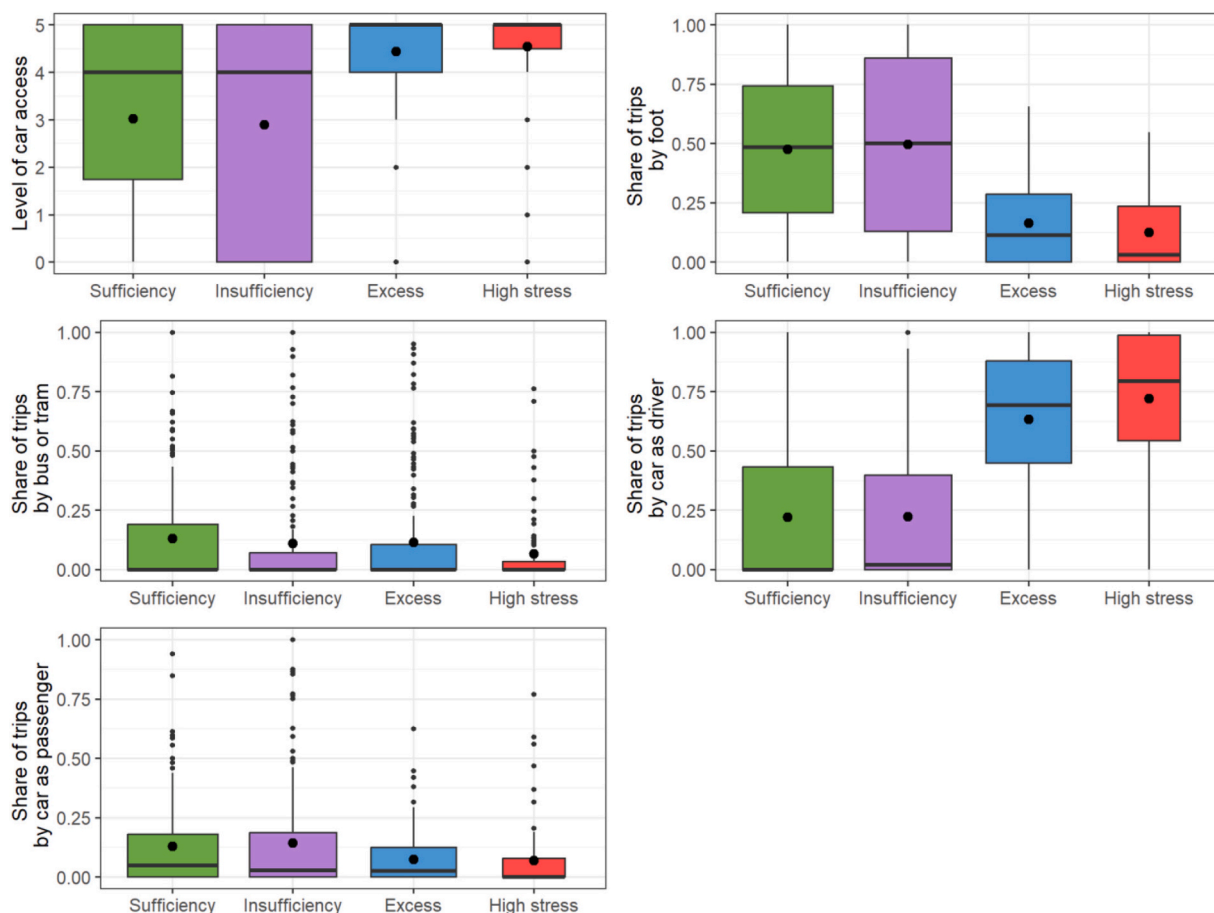 Level of car access
5
4
3
2
1
0
Sufficiency Insufficiency Excess High stress
Share of trips
by foot
1.00
0.75
0.50
0.25
0.00
Sufficiency Insufficiency Excess High stress
Share of trips
by bus or tram
1.00
0.75
0.50
0.25
0.00
Sufficiency Insufficiency Excess High stress
Share of trips
by car as driver
1.00
0.75
0.50
0.25
0.00
Sufficiency Insufficiency Excess High stress
Share of trips
by car as passenger
1.00
0.75
0.50
0.25
0.00
Sufficiency Insufficiency Excess High stress